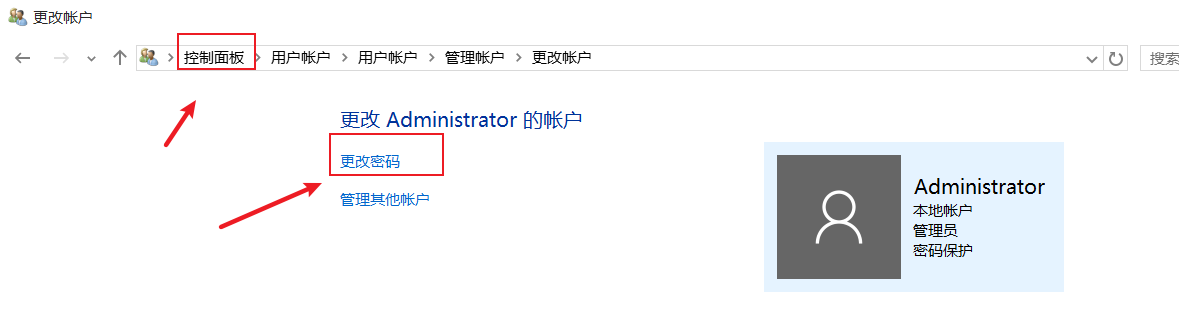 更改帐户
控制面板 用户帐户 用户帐户 管理帐户 更改帐户 搜索
更改 Administrator 的帐户
更改密码
管理其他帐户
Administrator
本地帐户
管理员
密码保护